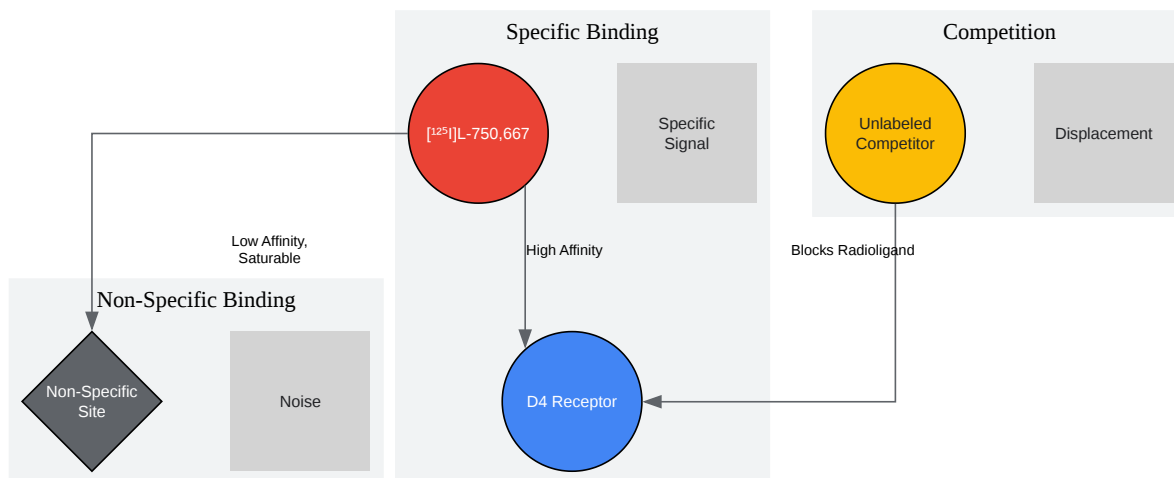 Specific Binding
Competition
[¹²⁵I]L-750,667
Specific
Signal
Unlabeled
Competitor
Displacement
Low Affinity,
Saturable
High Affinity
Blocks Radioligand
Non-Specific Binding
Non-Specific
Site
Noise
D4 Receptor